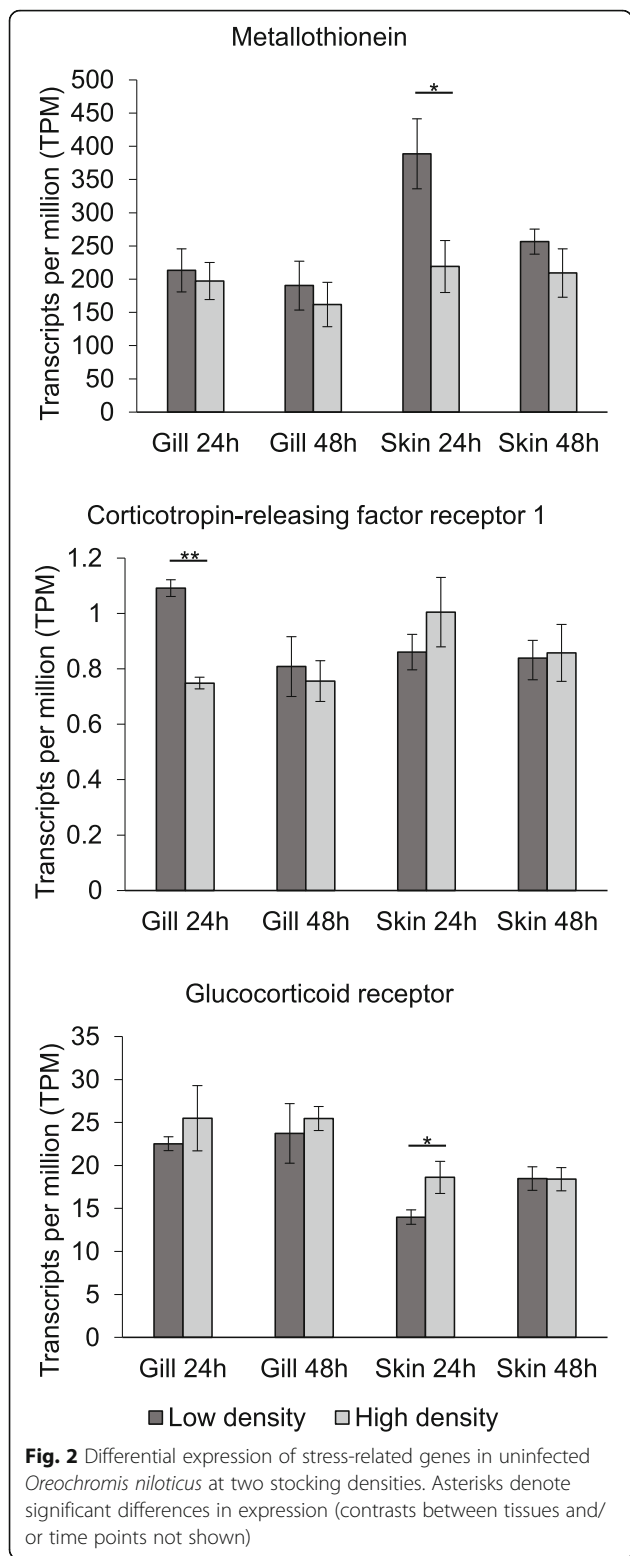 Metallothionein
Transcripts per million (TPM)
500
450
400
350
300
250
200
150
100
50
0
*
Gill 24h Gill 48h Skin 24h Skin 48h
Corticotropin-releasing factor receptor 1
Transcripts per million (TPM)
1.2
1
0.8
0.6
0.4
0.2
0
**
Gill 24h Gill 48h Skin 24h Skin 48h
Glucocorticoid receptor
Transcripts per million (TPM)
35
30
25
20
15
10
5
0
*
Gill 24h Gill 48h Skin 24h Skin 48h
Low density High density
Fig. 2 Differential expression of stress-related genes in uninfected
Oreochromis niloticus at two stocking densities. Asterisks denote
significant differences in expression (contrasts between tissues and/
or time points not shown)